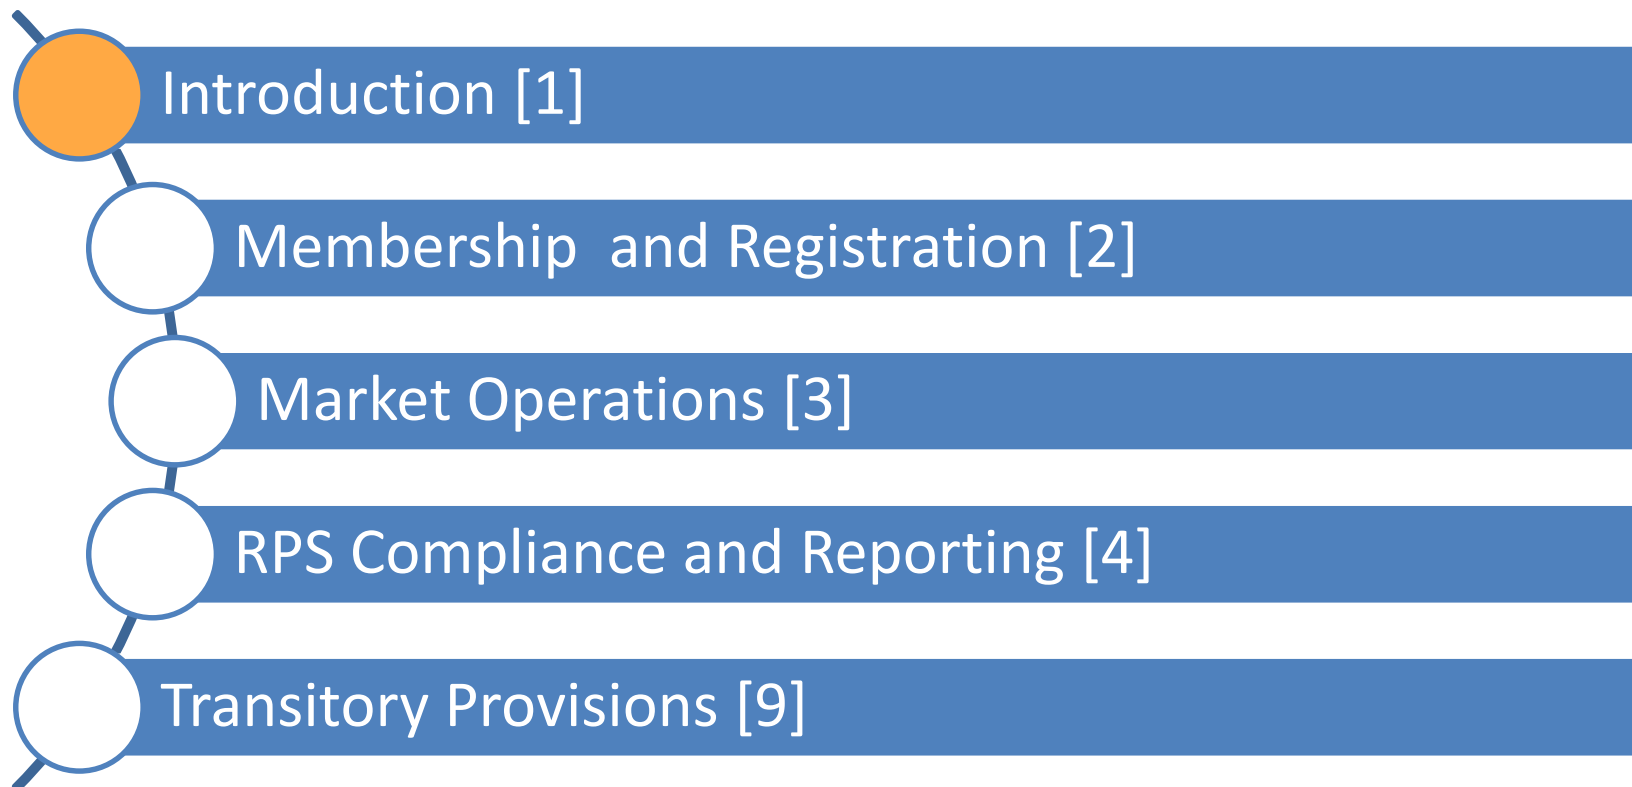 Introduction [1]
Membership  and Registration [2]
Market Operations [3]
RPS Compliance and Reporting [4]
Transitory Provisions [9]